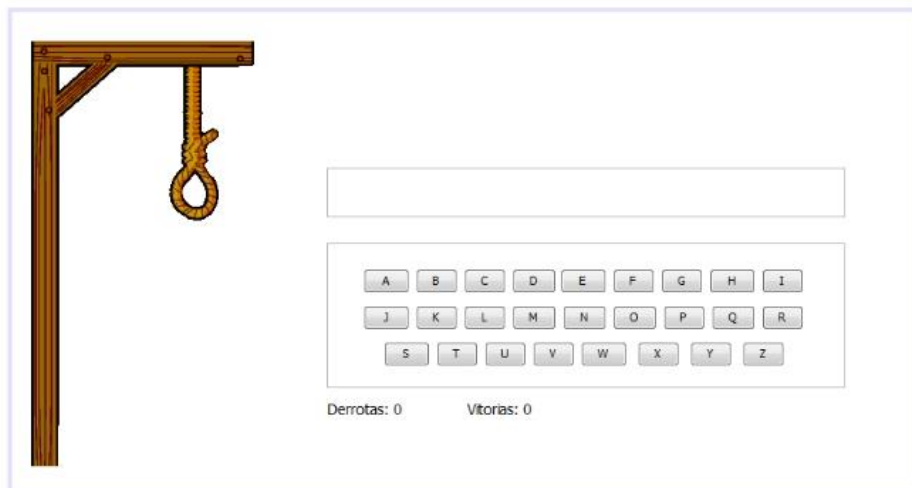 A B C D E F G H I
J K L M N O P Q R
S T U V W X Y Z
Derrotas: 0 Vitorias: 0